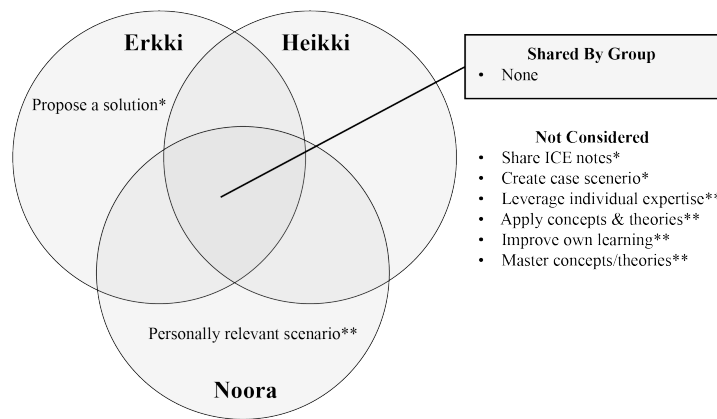 Erkki
Heikki
Propose a solution*
Personally relevant scenario**
Noora
Shared By Group
• None
Not Considered
• Share ICE notes*
• Create case scenerio*
• Leverage individual expertise**
• Apply concepts & theories**
• Improve own learning**
• Master concepts/theories**